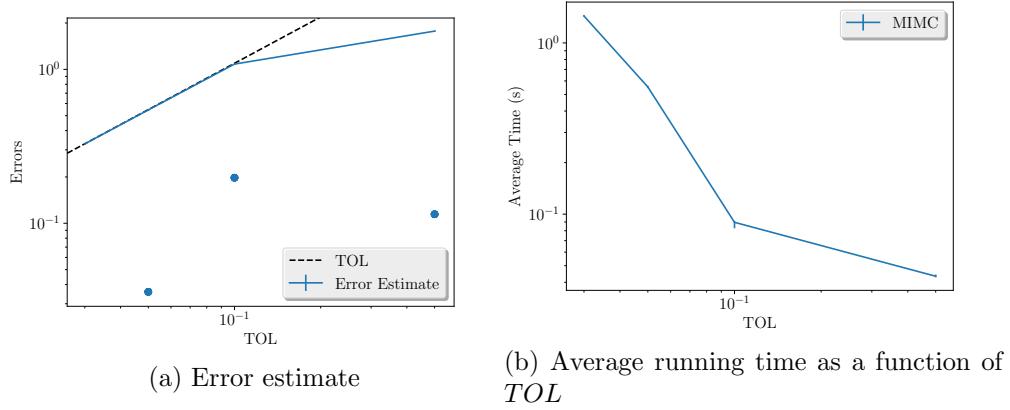 Errors
10^0
10^{-1}
10^{-1}
TOL
TOL
Error Estimate
(a) Error estimate
Average Time (s)
10^0
10^{-1}
10^{-1}
TOL
MIMC
(b) Average running time as a function of
TOL